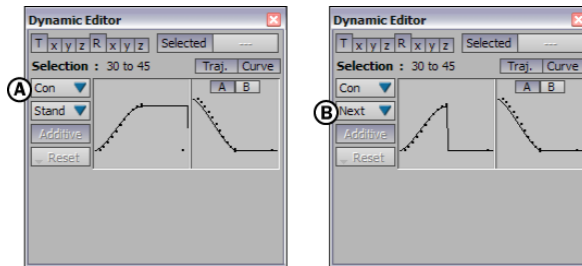 Dynamic Editor
T x y z R x y z Selected ---
Selection : 30 to 45 Traj. Curve
A Con A B
Stand
Additive
Reset
Dynamic Editor
T x y z R x y z Selected ---
Selection : 30 to 45 Traj. Curve
Con A B
B Next
Additive
Reset